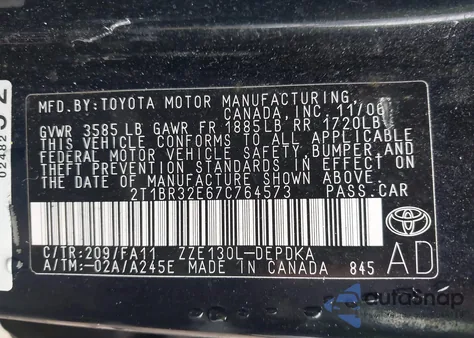 MFD.BY:TOYOTA MOTOR MANUFACTURING,
CANADA,INC. 11/06
GVWR 3585 LB GAWR FR 1885LB RR 1720LB
THIS VEHICLE CONFORMS TO ALL APPLICABLE
FEDERAL MOTOR VEHICLE SAFETY, BUMPER, AND
THEFT PREVENTION STANDARDS IN EFFECT ON
THE DATE OF MANUFACTURE SHOWN ABOVE.
2T1BR32E67C764573 PASS.CAR
C/TR:209/FA11 ZZE130L-DEPDKA
A/TM:-02A/A245E MADE IN CANADA 845
AD
TOYOTA
02482
autosnap